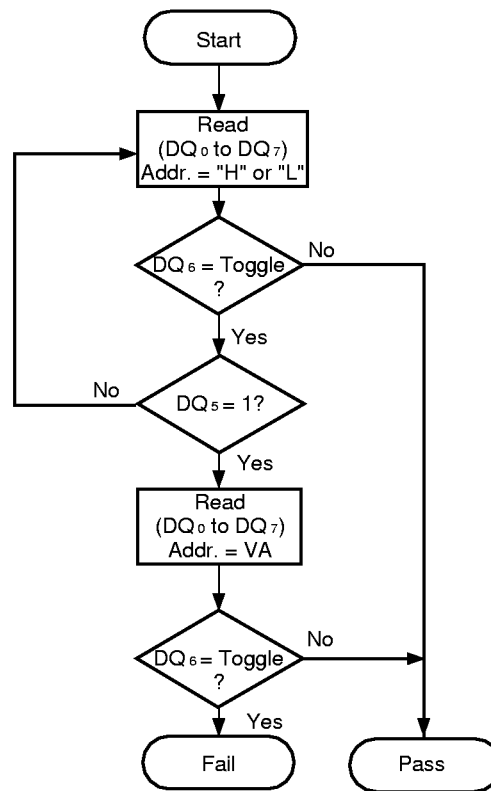 Start
Read
(DQ₀ to DQ₇)
Addr. = "H" or "L"
DQ₆ = Toggle
?
No
Yes
DQ₅ = 1?
No
Yes
Read
(DQ₀ to DQ₇)
Addr. = VA
DQ₆ = Toggle
?
No
Yes
Fail
Pass